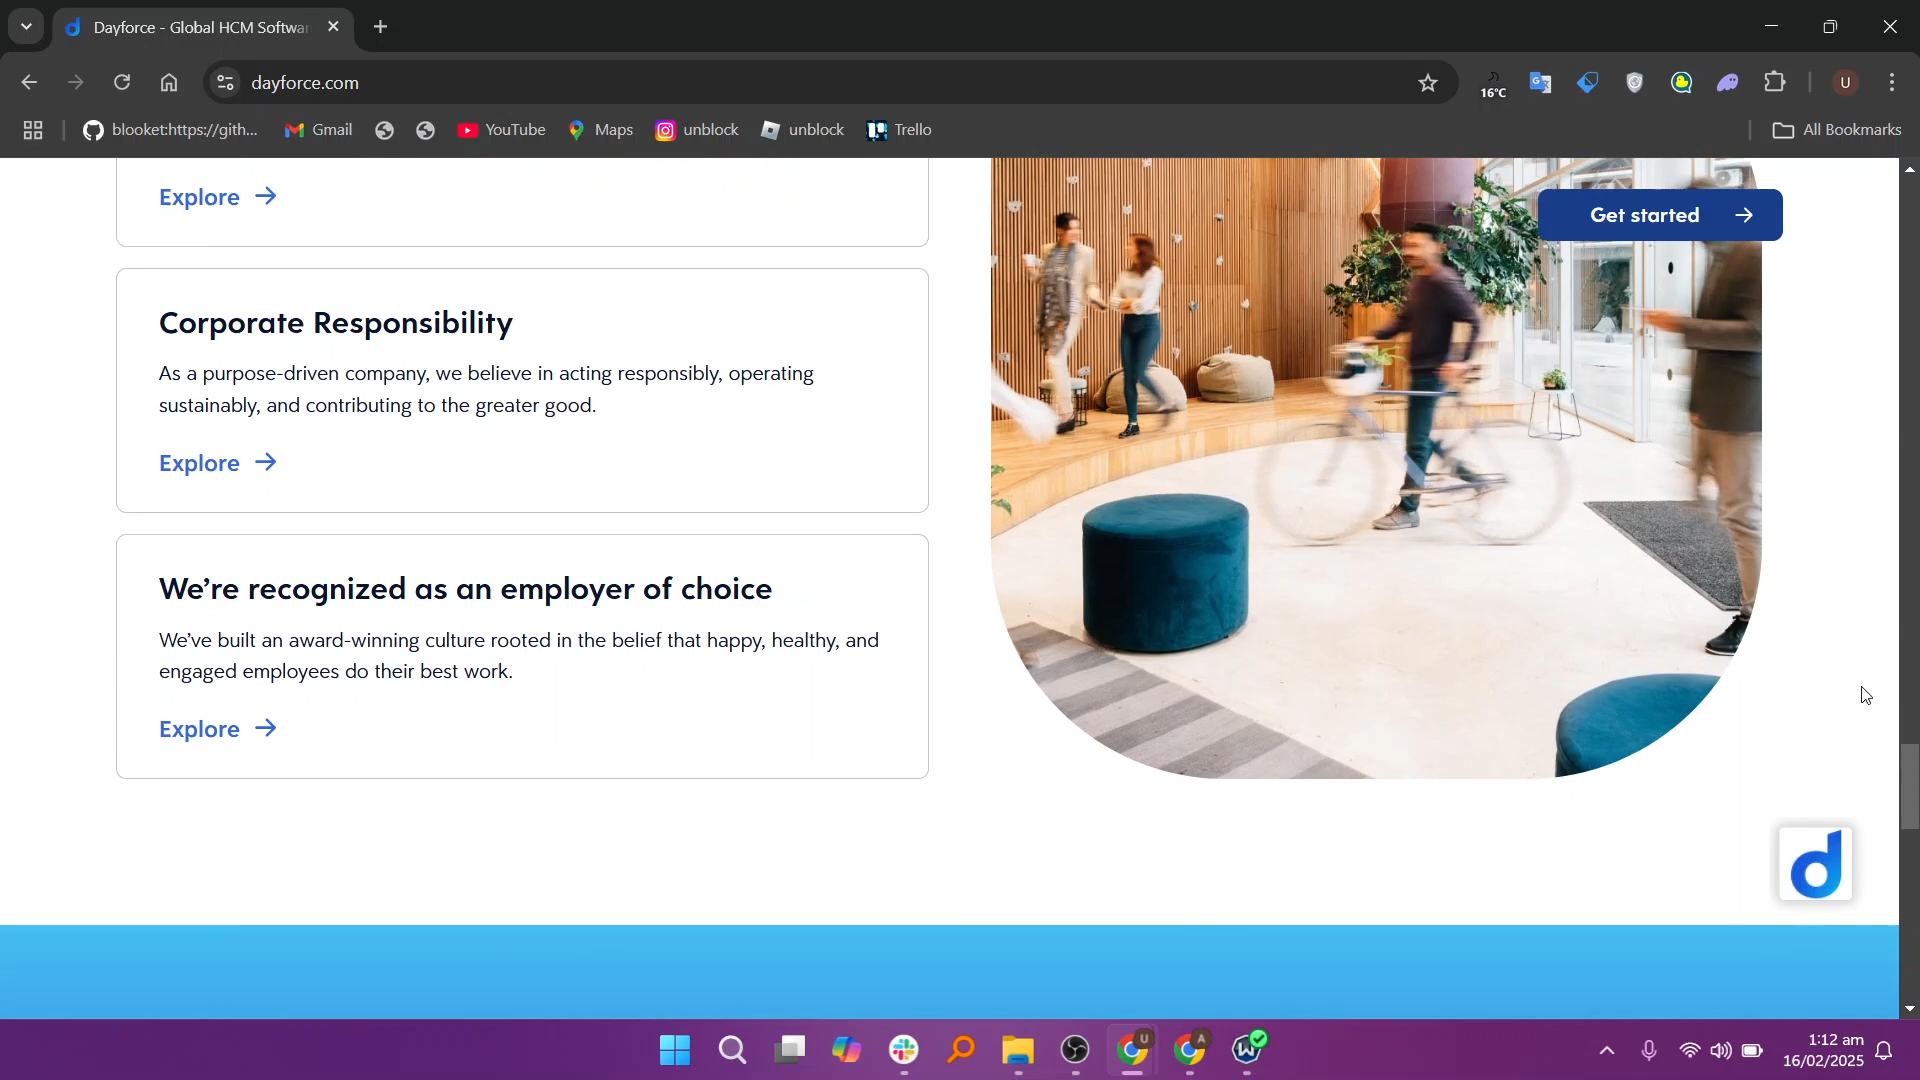 Dayforce - Global HCM Softwar
dayforce.com
16°C
U
blooket:https://gith...
Gmail
YouTube
Maps
unblock
unblock
Trello
All Bookmarks
Explore
Get started
Corporate Responsibility
As a purpose-driven company, we believe in acting responsibly, operating
sustainably, and contributing to the greater good.
Explore
We’re recognized as an employer of choice
We’ve built an award-winning culture rooted in the belief that happy, healthy, and
engaged employees do their best work.
Explore
U
A
1:12 am
16/02/2025